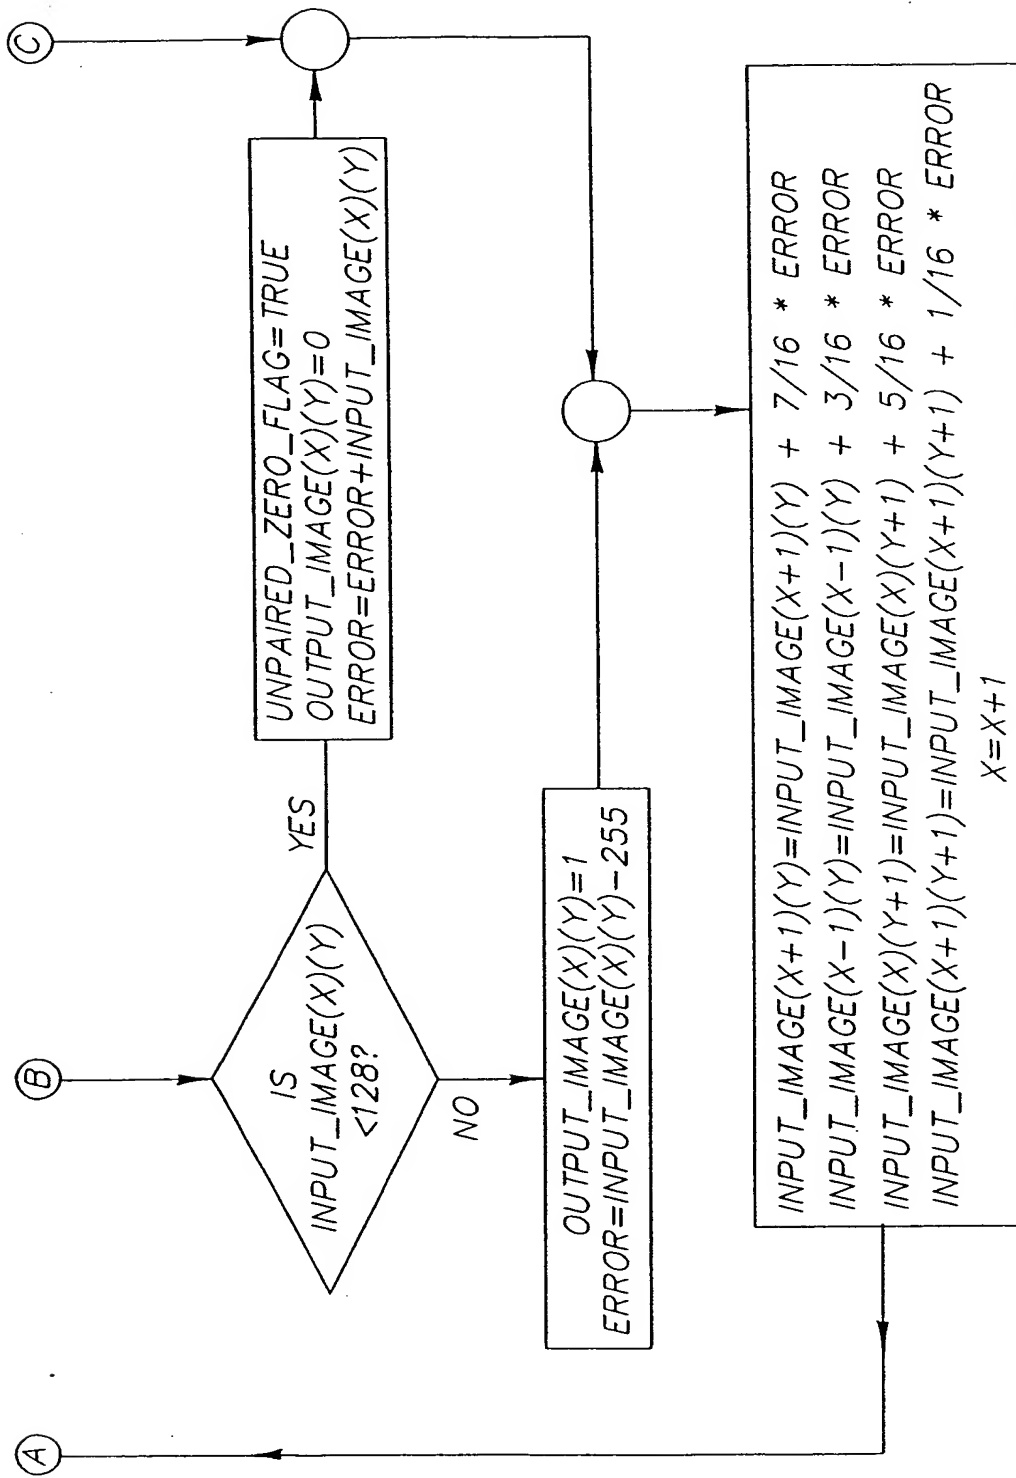 A
B
C
IS
INPUT_IMAGE(X)(Y)
<128?
YES
NO
UNPAIRED_ZERO_FLAG=TRUE
OUTPUT_IMAGE(X)(Y)=0
ERROR=ERROR+INPUT_IMAGE(X)(Y)
OUTPUT_IMAGE(X)(Y)=1
ERROR=INPUT_IMAGE(X)(Y)-255
INPUT_IMAGE(X+1)(Y)=INPUT_IMAGE(X+1)(Y) + 7/16 * ERROR
INPUT_IMAGE(X-1)(Y)=INPUT_IMAGE(X-1)(Y) + 3/16 * ERROR
INPUT_IMAGE(X)(Y+1)=INPUT_IMAGE(X)(Y+1) + 5/16 * ERROR
INPUT_IMAGE(X+1)(Y+1)=INPUT_IMAGE(X+1)(Y+1) + 1/16 * ERROR
X=X+1